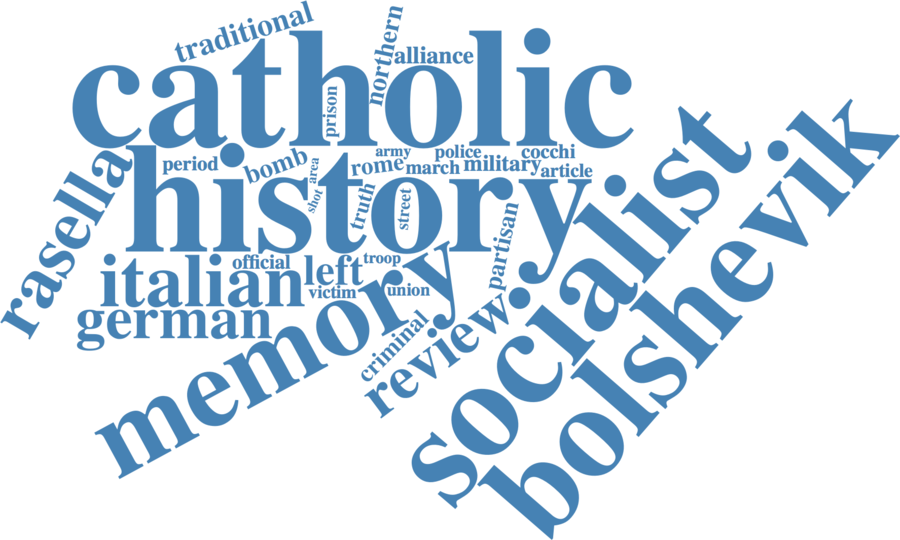 traditional
northern
alliance
catholic
prison
army
police
cocchi
period
bomb
area
rome
march
military
article
history
shot
truth
street
rasella
partisan
socialist
bolshevik
official
troop
italian
left
victim
union
german
memory
criminal
review